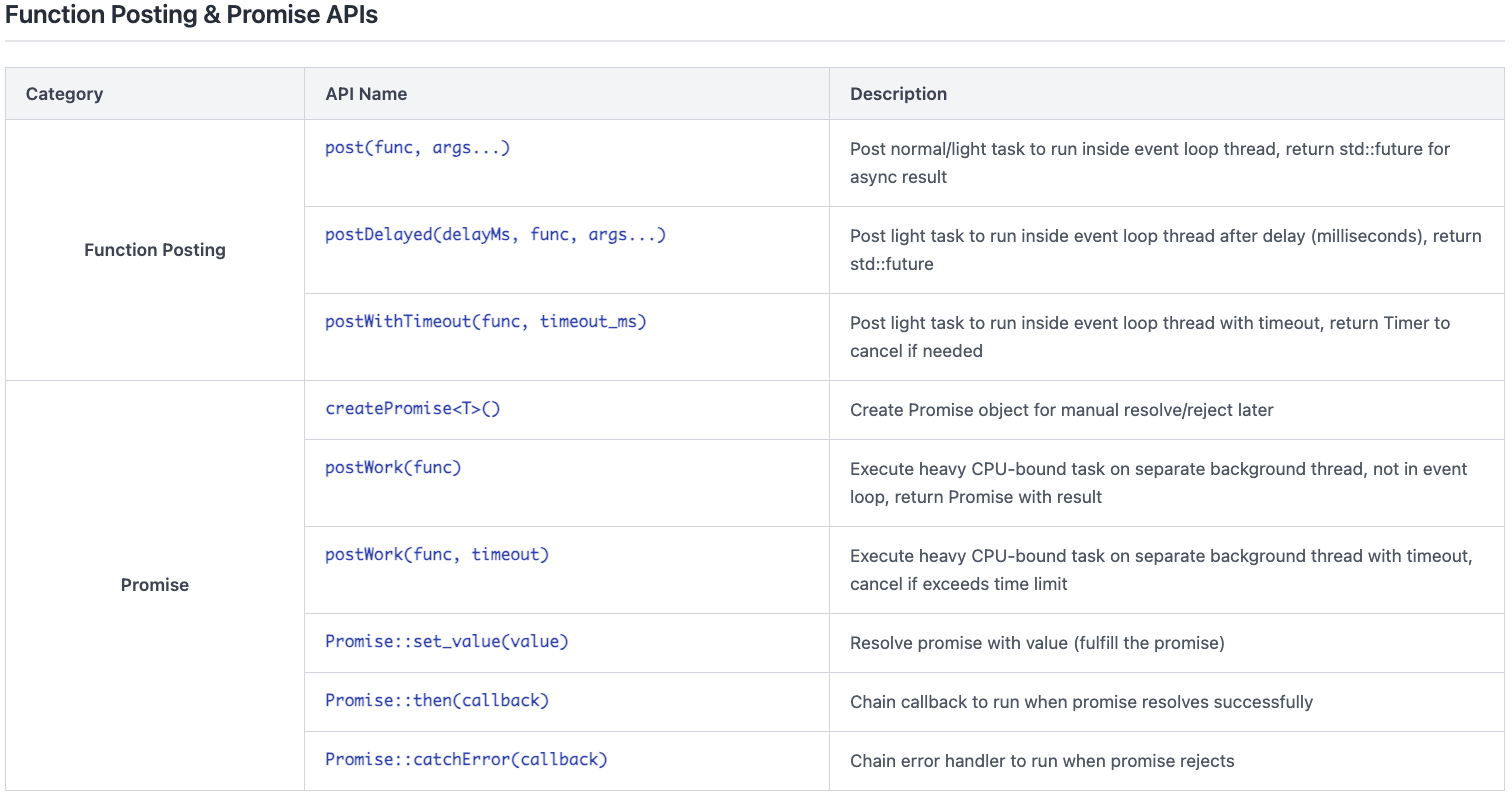 Function Posting & Promise APIs
Category
API Name
Description
Function Posting
post(func, args...)
Post normal/light task to run inside event loop thread, return std::future for
async result
postDelayed(delayMs, func, args...)
Post light task to run inside event loop thread after delay (milliseconds), return
std::future
postWithTimeout(func, timeout_ms)
Post light task to run inside event loop thread with timeout, return Timer to
cancel if needed
Promise
createPromise<T>()
Create Promise object for manual resolve/reject later
postWork(func)
Execute heavy CPU-bound task on separate background thread, not in event
loop, return Promise with result
postWork(func, timeout)
Execute heavy CPU-bound task on separate background thread with timeout,
cancel if exceeds time limit
Promise::set_value(value)
Resolve promise with value (fulfill the promise)
Promise::then(callback)
Chain callback to run when promise resolves successfully
Promise::catchError(callback)
Chain error handler to run when promise rejects